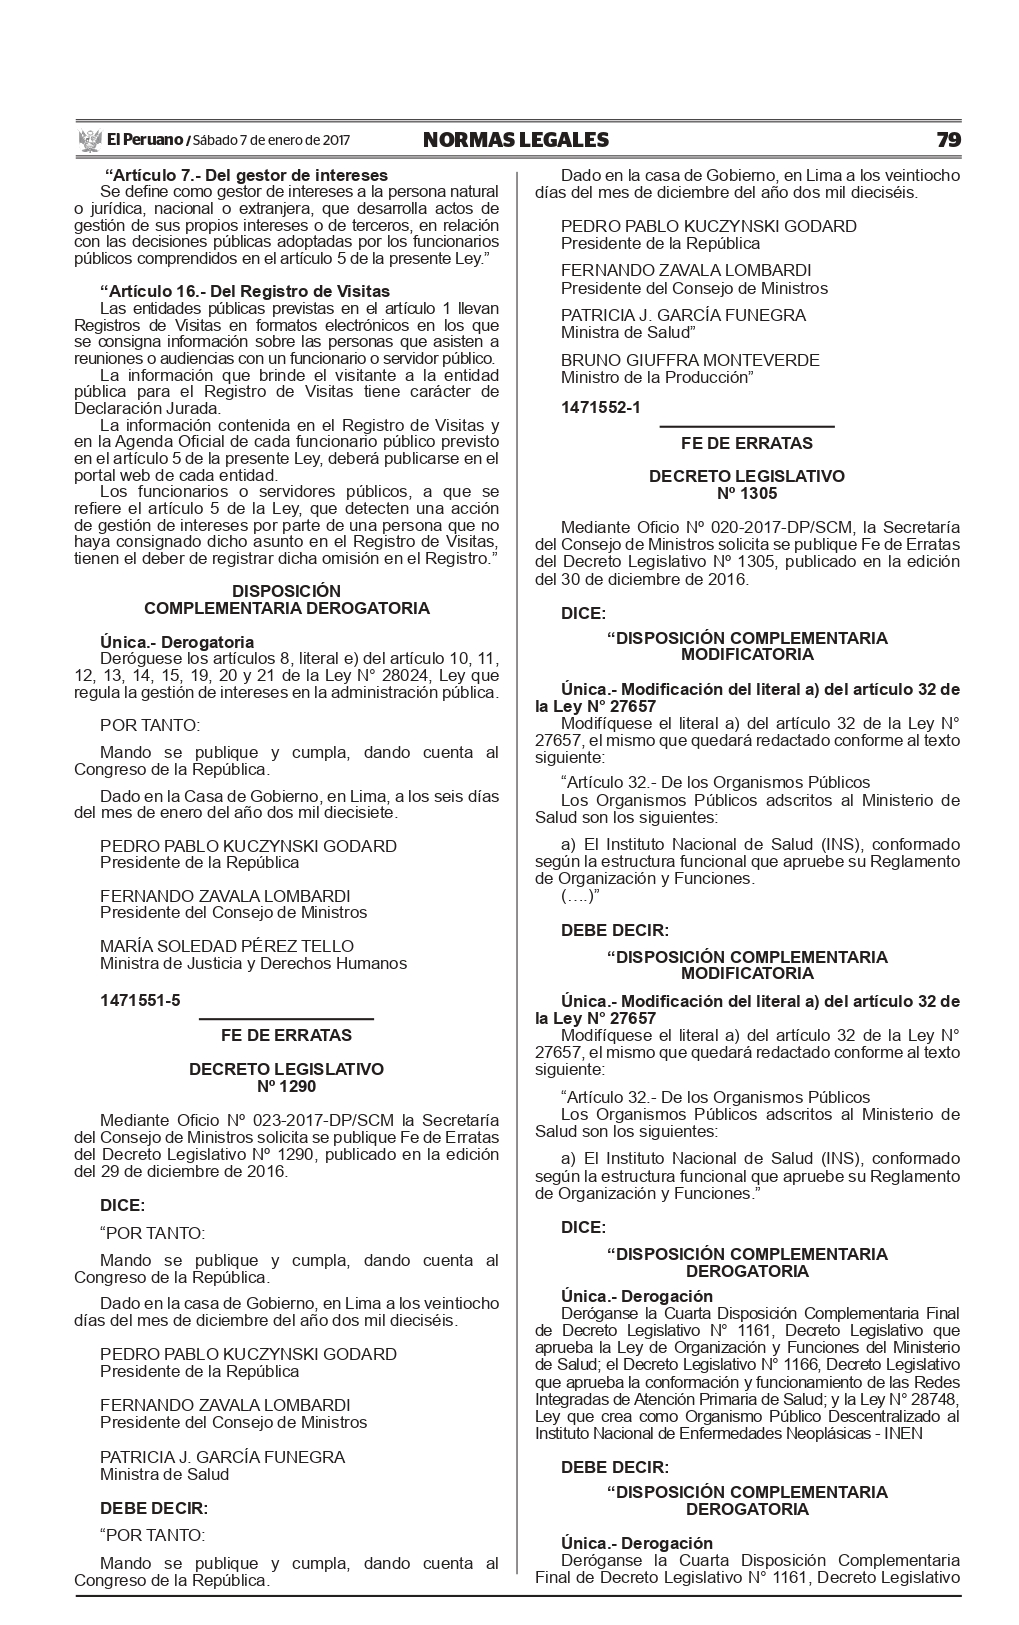 El Peruano / Sábado 7 de enero de 2017
NORMAS LEGALES
79
“Artículo 7.- Del gestor de intereses
Se define como gestor de intereses a la persona natural
o jurídica, nacional o extranjera, que desarrolla actos de
gestión de sus propios intereses o de terceros, en relación
con las decisiones públicas adoptadas por los funcionarios
públicos comprendidos en el artículo 5 de la presente Ley.”
“Artículo 16.- Del Registro de Visitas
Las entidades públicas previstas en el artículo 1 llevan
Registros de Visitas en formatos electrónicos en los que
se consigna información sobre las personas que asisten a
reuniones o audiencias con un funcionario o servidor público.
La información que brinde el visitante a la entidad
pública para el Registro de Visitas tiene carácter de
Declaración Jurada.
La información contenida en el Registro de Visitas y
en la Agenda Oficial de cada funcionario público previsto
en el artículo 5 de la presente Ley, deberá publicarse en el
portal web de cada entidad.
Los funcionarios o servidores públicos, a que se
refiere el artículo 5 de la Ley, que detecten una acción
de gestión de intereses por parte de una persona que no
haya consignado dicho asunto en el Registro de Visitas,
tienen el deber de registrar dicha omisión en el Registro.”
DISPOSICIÓN
COMPLEMENTARIA DEROGATORIA
Única.- Derogatoria
Deróguese los artículos 8, literal e) del artículo 10, 11,
12, 13, 14, 15, 19, 20 y 21 de la Ley N° 28024, Ley que
regula la gestión de intereses en la administración pública.
POR TANTO:
Mando se publique y cumpla, dando cuenta al
Congreso de la República.
Dado en la Casa de Gobierno, en Lima, a los seis días
del mes de enero del año dos mil diecisiete.
PEDRO PABLO KUCZYNSKI GODARD
Presidente de la República
FERNANDO ZAVALA LOMBARDI
Presidente del Consejo de Ministros
MARÍA SOLEDAD PÉREZ TELLO
Ministra de Justicia y Derechos Humanos
1471551-5
FE DE ERRATAS
DECRETO LEGISLATIVO
Nº 1290
Mediante Oficio Nº 023-2017-DP/SCM la Secretaría
del Consejo de Ministros solicita se publique Fe de Erratas
del Decreto Legislativo Nº 1290, publicado en la edición
del 29 de diciembre de 2016.
DICE:
“POR TANTO:
Mando se publique y cumpla, dando cuenta al
Congreso de la República.
Dado en la casa de Gobierno, en Lima a los veintiocho
días del mes de diciembre del año dos mil dieciséis.
PEDRO PABLO KUCZYNSKI GODARD
Presidente de la República
FERNANDO ZAVALA LOMBARDI
Presidente del Consejo de Ministros
PATRICIA J. GARCÍA FUNEGRA
Ministra de Salud
DEBE DECIR:
“POR TANTO:
Mando se publique y cumpla, dando cuenta al
Congreso de la República.
Dado en la casa de Gobierno, en Lima a los veintiocho
días del mes de diciembre del año dos mil dieciséis.
PEDRO PABLO KUCZYNSKI GODARD
Presidente de la República
FERNANDO ZAVALA LOMBARDI
Presidente del Consejo de Ministros
PATRICIA J. GARCÍA FUNEGRA
Ministra de Salud”
BRUNO GIUFFRA MONTEVERDE
Ministro de la Producción”
1471552-1
FE DE ERRATAS
DECRETO LEGISLATIVO
Nº 1305
Mediante Oficio Nº 020-2017-DP/SCM, la Secretaría
del Consejo de Ministros solicita se publique Fe de Erratas
del Decreto Legislativo Nº 1305, publicado en la edición
del 30 de diciembre de 2016.
DICE:
“DISPOSICIÓN COMPLEMENTARIA
MODIFICATORIA
Única.- Modificación del literal a) del artículo 32 de
la Ley N° 27657
Modifíquese el literal a) del artículo 32 de la Ley N°
27657, el mismo que quedará redactado conforme al texto
siguiente:
“Artículo 32.- De los Organismos Públicos
Los Organismos Públicos adscritos al Ministerio de
Salud son los siguientes:
a) El Instituto Nacional de Salud (INS), conformado
según la estructura funcional que apruebe su Reglamento
de Organización y Funciones.
(….)”
DEBE DECIR:
“DISPOSICIÓN COMPLEMENTARIA
MODIFICATORIA
Única.- Modificación del literal a) del artículo 32 de
la Ley N° 27657
Modifíquese el literal a) del artículo 32 de la Ley N°
27657, el mismo que quedará redactado conforme al texto
siguiente:
“Artículo 32.- De los Organismos Públicos
Los Organismos Públicos adscritos al Ministerio de
Salud son los siguientes:
a) El Instituto Nacional de Salud (INS), conformado
según la estructura funcional que apruebe su Reglamento
de Organización y Funciones.”
DICE:
“DISPOSICIÓN COMPLEMENTARIA
DEROGATORIA
Única.- Derogación
Deróganse la Cuarta Disposición Complementaria Final
de Decreto Legislativo N° 1161, Decreto Legislativo que
aprueba la Ley de Organización y Funciones del Ministerio
de Salud; el Decreto Legislativo N° 1166, Decreto Legislativo
que aprueba la conformación y funcionamiento de las Redes
Integradas de Atención Primaria de Salud; y la Ley N° 28748,
Ley que crea como Organismo Público Descentralizado al
Instituto Nacional de Enfermedades Neoplásicas - INEN
DEBE DECIR:
“DISPOSICIÓN COMPLEMENTARIA
DEROGATORIA
Única.- Derogación
Deróganse la Cuarta Disposición Complementaria
Final de Decreto Legislativo N° 1161, Decreto Legislativo